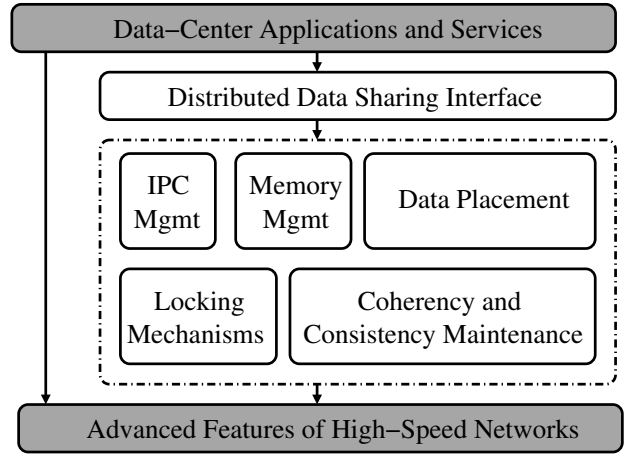 Data−Center Applications and Services
Distributed Data Sharing Interface
IPC
Mgmt
Memory
Mgmt
Data Placement
Locking
Mechanisms
Coherency and
Consistency Maintenance
Advanced Features of High−Speed Networks